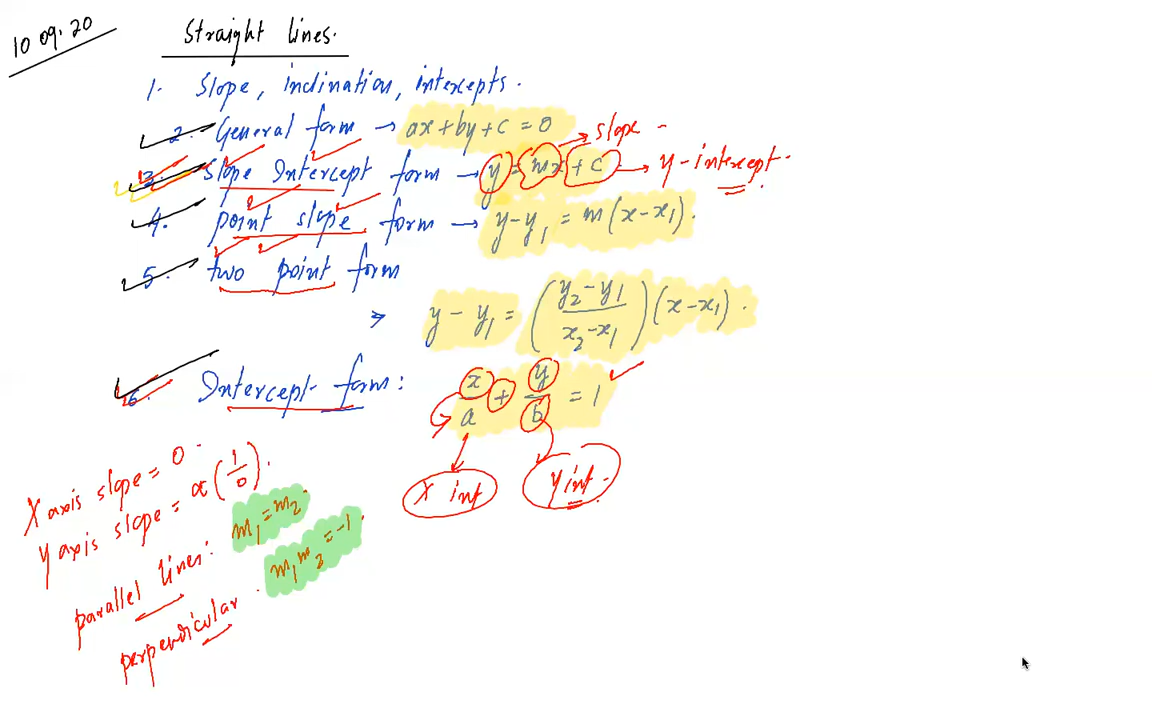 10 09.20
Straight lines.
1. Slope, inclination, intercepts.
2. General form → ax + by + c = 0
3. Slope Intercept form → y = mx + c → slope → y-intercept.
4. point slope form → y - y₁ = m(x - x₁).
5. two point form
⇒ y - y₁ = (y₂ - y₁ / x₂ - x₁)(x - x₁).
6. Intercept form: x/a + y/b = 1
x int y int.
X axis slope = 0.
Y axis slope = α (1/0).
parallel lines: m₁ = m₂
perpendicular. m₁m₂ = -1.